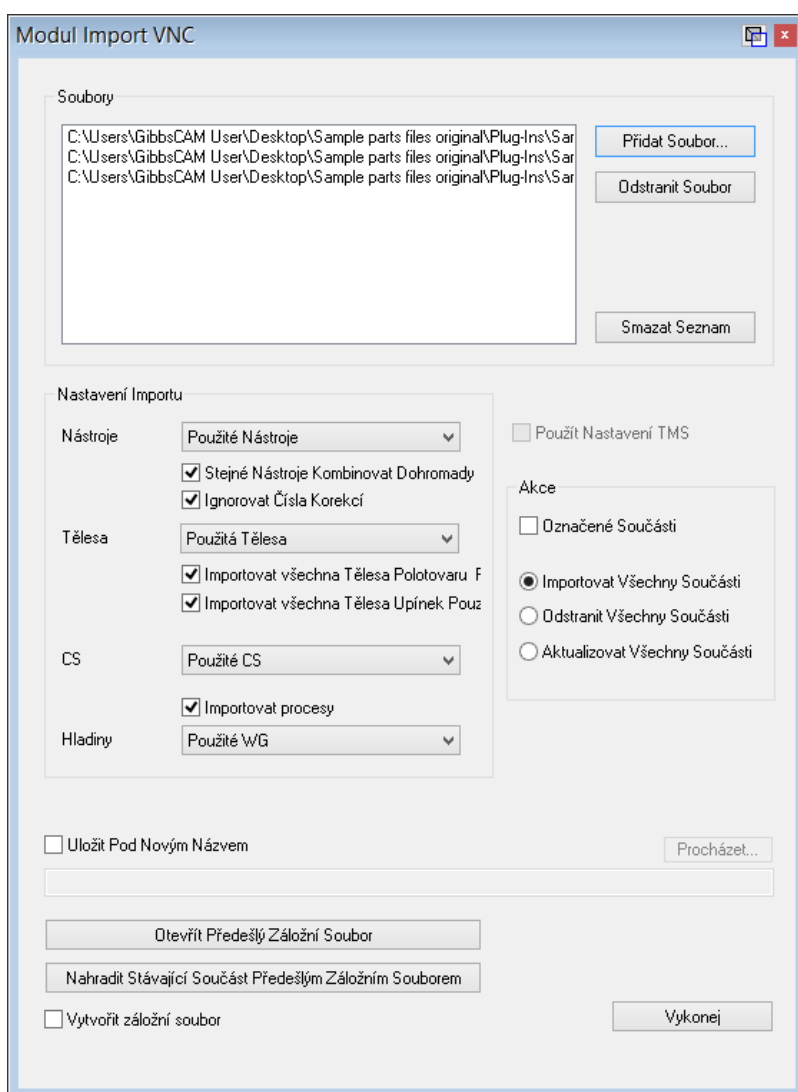 Modul Import VNC
Soubory
C:\Users\GibbsCAM User\Desktop\Sample parts files original\Plug-Ins\Sar
C:\Users\GibbsCAM User\Desktop\Sample parts files original\Plug-Ins\Sar
C:\Users\GibbsCAM User\Desktop\Sample parts files original\Plug-Ins\Sar
Přidat Soubor...
Odstranit Soubor
Smazat Seznam
Nastavení Importu
Nástroje
Použité Nástroje
Stejné Nástroje Kombinovat Dohromady
Ignorovat Čísla Korekcí
Tělesa
Použitá Tělesa
Importovat všechna Tělesa Polotovaru F
Importovat všechna Tělesa Upínek Pouz
CS
Použité CS
Importovat procesy
Hladiny
Použité WG
Použít Nastavení TMS
Akce
Označené Součásti
Importovat Všechny Součásti
Odstranit Všechny Součásti
Aktualizovat Všechny Součásti
Uložit Pod Novým Názvem
Procházet...
Otevřít Předešlý Záložní Soubor
Nahradit Stávající Součást Předešlým Záložním Souborem
Vytvořit záložní soubor
Vykonej